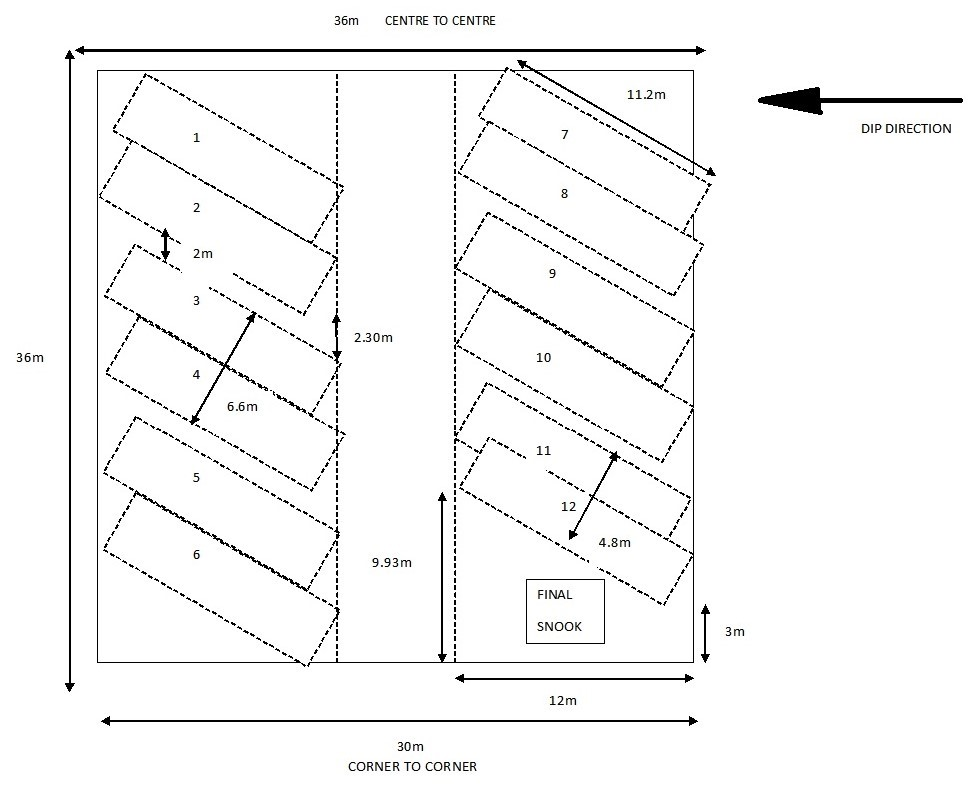 36m CENTRE TO CENTRE
11.2m
DIP DIRECTION
1
7
2
8
2m
9
3
36m
2.30m
10
4
6.6m
11
5
12
6
9.93m
4.8m
FINAL
SNOOK
3m
12m
30m
CORNER TO CORNER